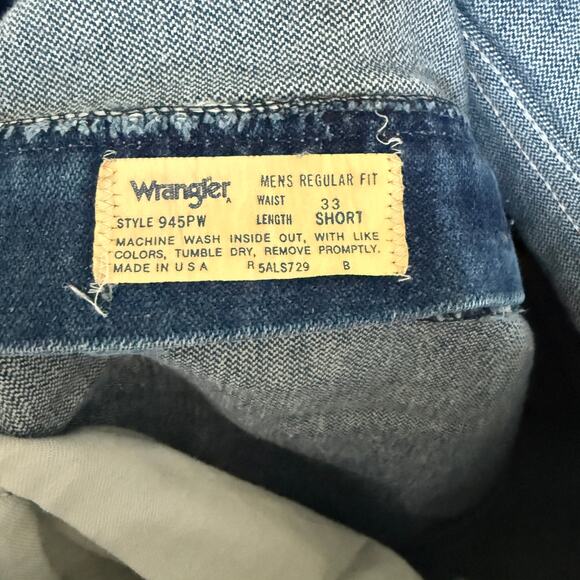 Wrangler MENS REGULAR FIT
WAIST 33
STYLE 945PW LENGTH SHORT
MACHINE WASH INSIDE OUT, WITH LIKE
COLORS, TUMBLE DRY, REMOVE PROMPTLY.
MADE IN U S A R 5ALS729 B